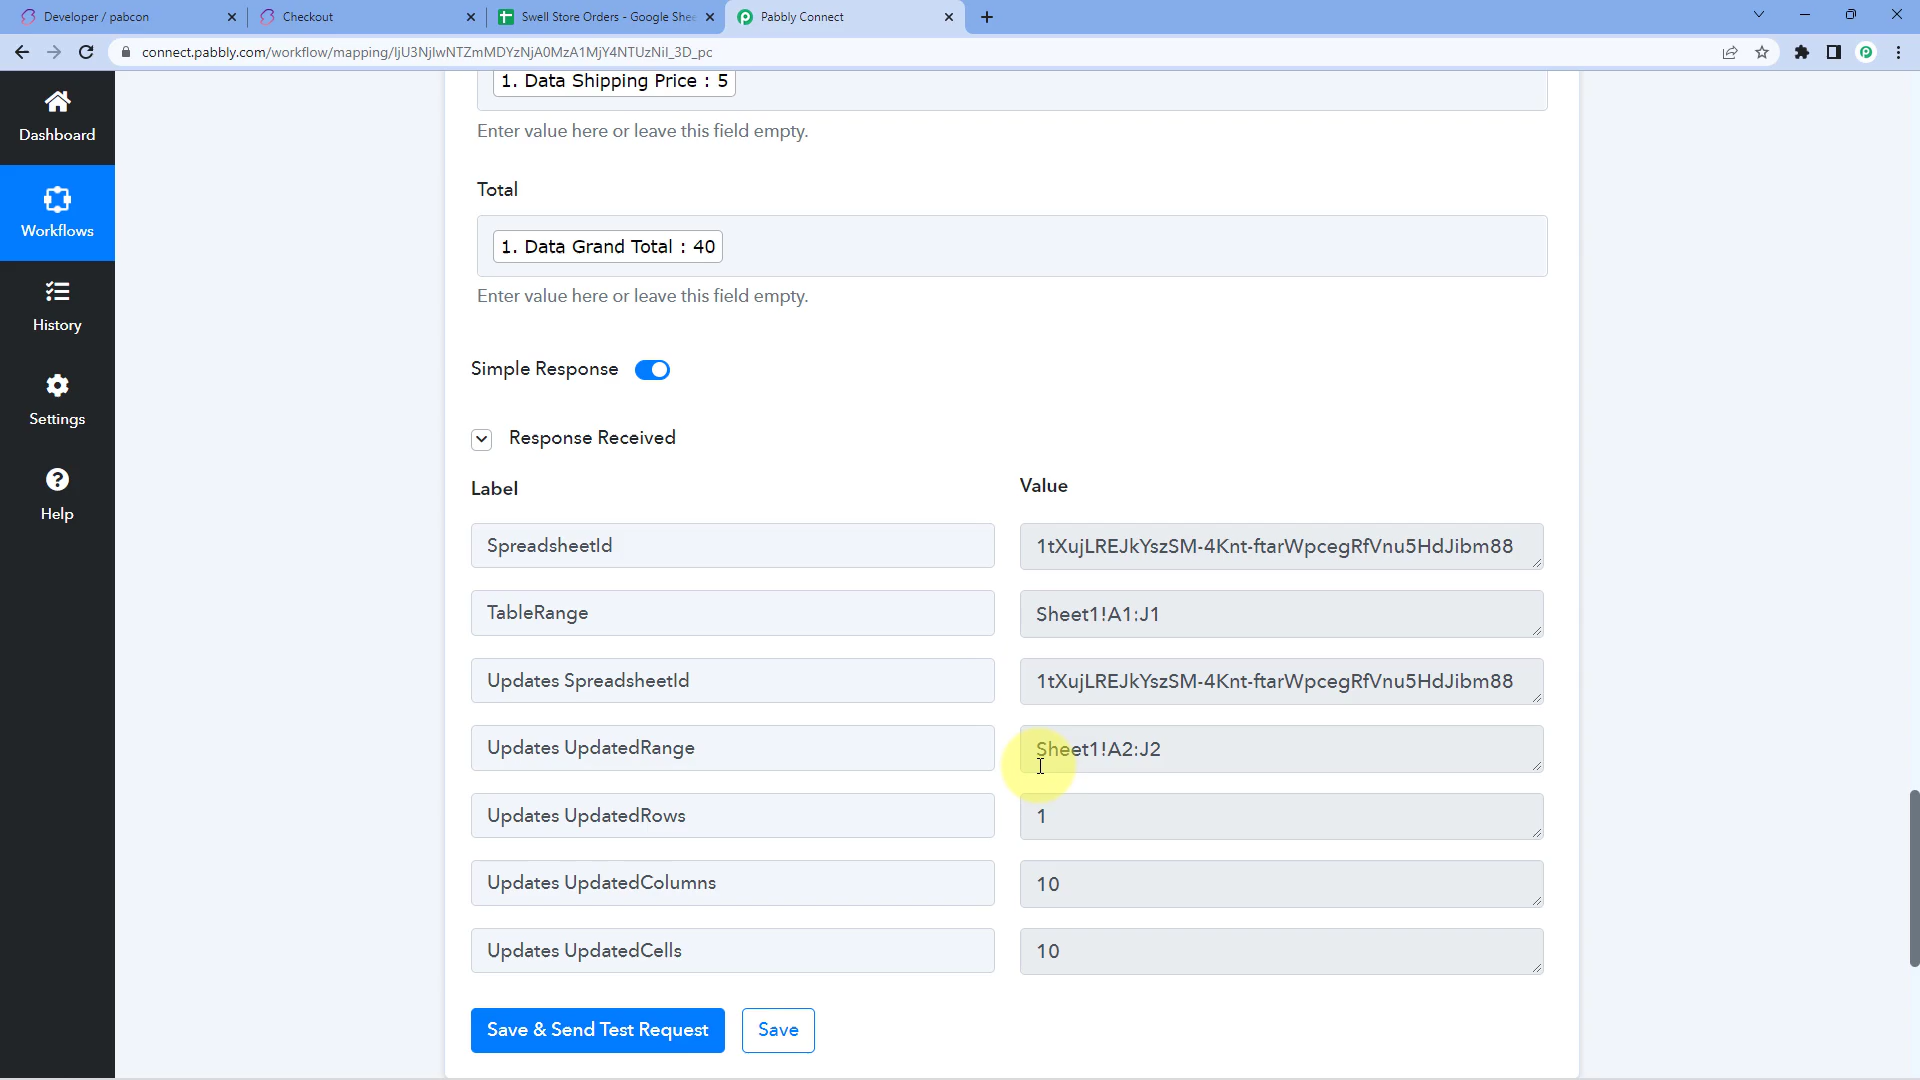 Developer / pabcon
Checkout
Swell Store Orders - Google Shee
Pabbly Connect
connect.pabbly.com/workflow/mapping/IjU3NjIwNTZmMDYzNjA0MzA1MjY4NTUzNiI_3D_pc
Dashboard
Workflows
History
Settings
Help
1. Data Shipping Price : 5
Enter value here or leave this field empty.
Total
1. Data Grand Total : 40
Enter value here or leave this field empty.
Simple Response
Response Received
Label Value
SpreadsheetId 1tXujLREJkYszSM-4Knt-ftarWpcegRfVnu5HdJibm88
TableRange Sheet1!A1:J1
Updates SpreadsheetId 1tXujLREJkYszSM-4Knt-ftarWpcegRfVnu5HdJibm88
Updates UpdatedRange Sheet1!A2:J2
Updates UpdatedRows 1
Updates UpdatedColumns 10
Updates UpdatedCells 10
Save & Send Test Request Save